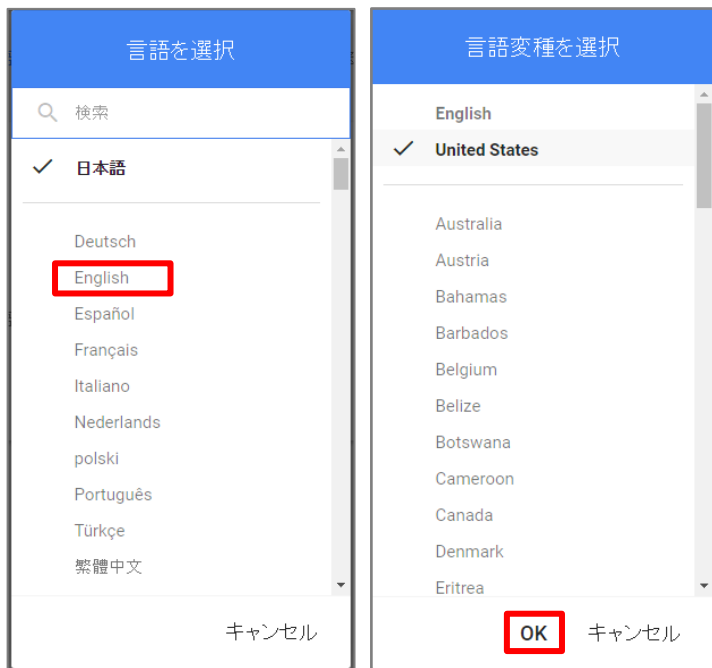 言語を選択
検索
日本語
Deutsch
English
Español
Français
Italiano
Nederlands
polski
Português
Türkçe
繁體中文
キャンセル
言語変種を選択
English
United States
Australia
Austria
Bahamas
Barbados
Belgium
Belize
Botswana
Cameroon
Canada
Denmark
Eritrea
OK キャンセル